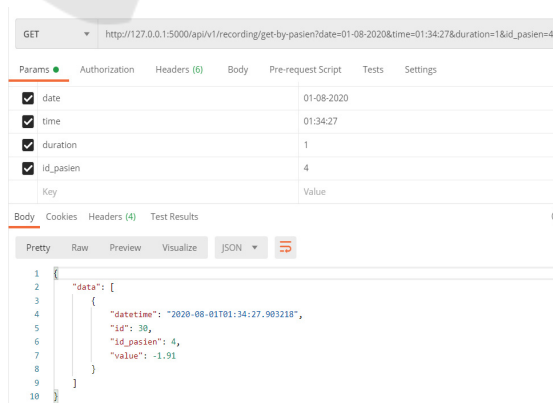 GET http://127.0.0.1:5000/api/v1/recording/get-by-pasien?date=01-08-2020&time=01:34:27&duration=1&id_pasien=4
Params Authorization Headers (6) Body Pre-request Script Tests Settings
date 01-08-2020
time 01:34:27
duration 1
id_pasien 4
Key Value
Body Cookies Headers (4) Test Results
Pretty Raw Preview Visualize JSON
1 {
2 "data": [
3 {
4 "datetime": "2020-08-01T01:34:27.903218",
5 "id": 30,
6 "id_pasien": 4,
7 "value": -1.91
8 }
9 ]
10 }